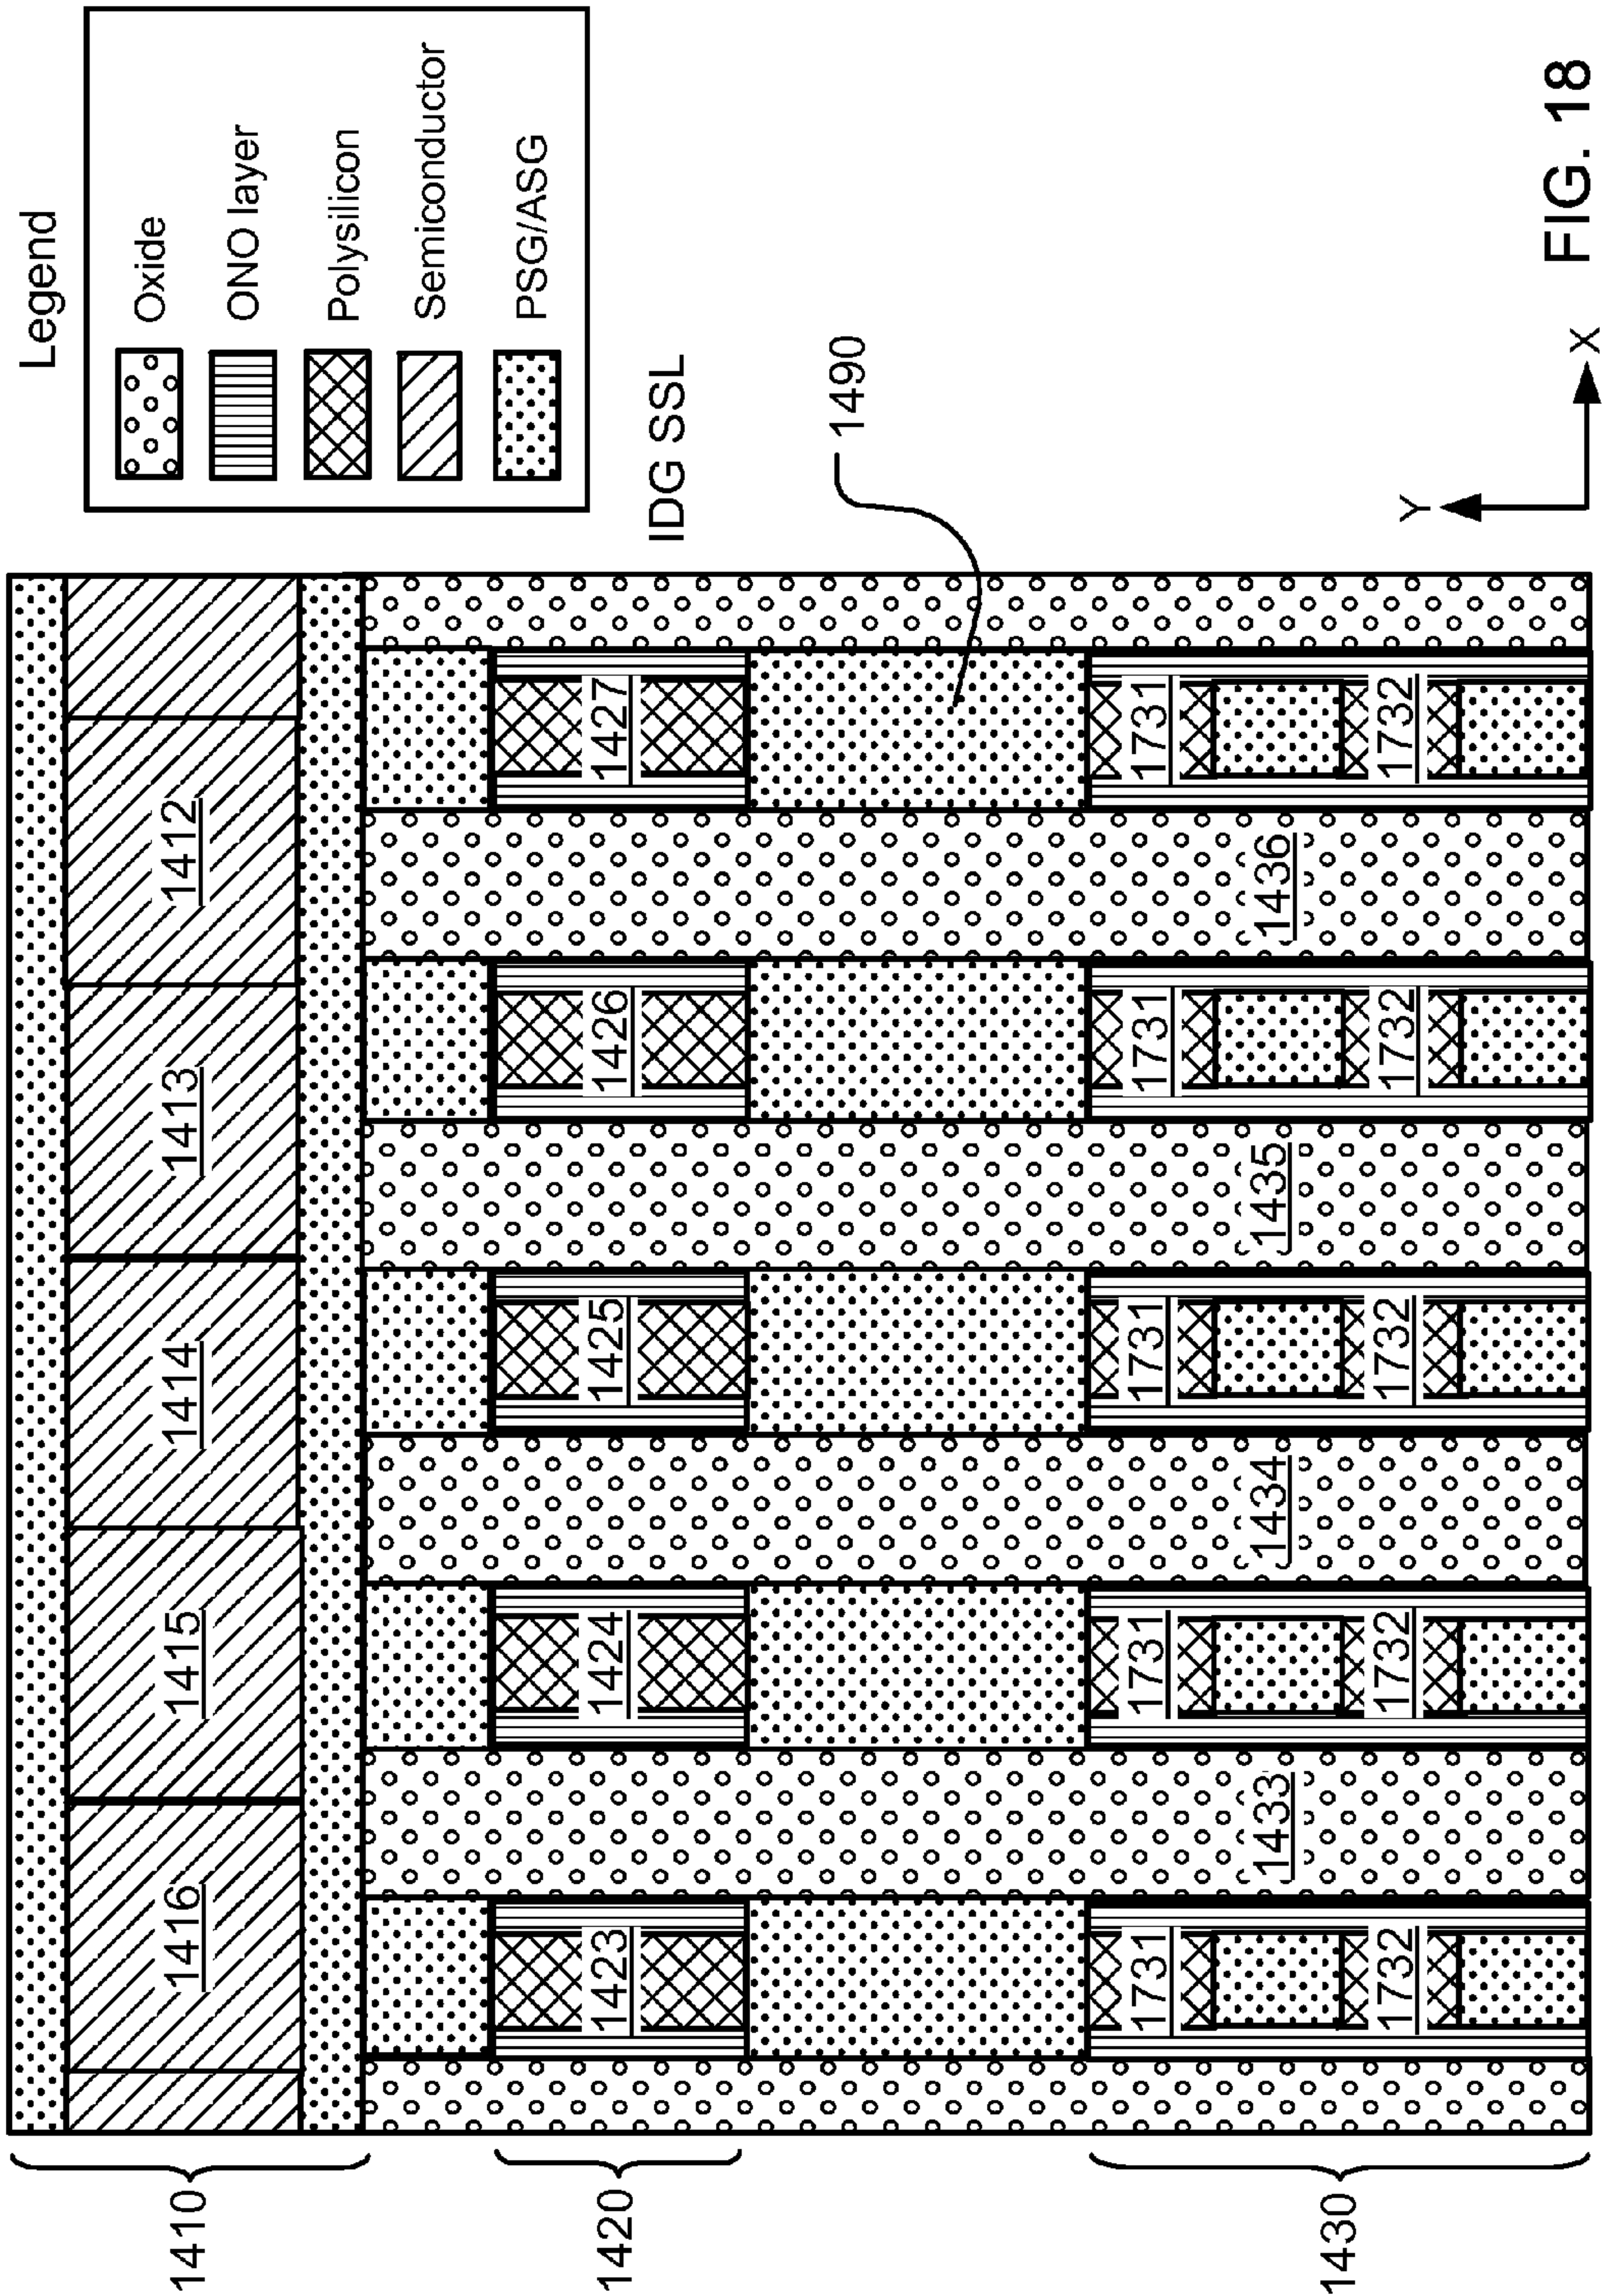 Legend
Oxide
ONO layer
Polysilicon
Semiconductor
PSG/ASG
1410
1416 1415 1414 1413 1412
1420
1423 1424 1425 1426 1427
IDG SSL
1490
1430
1731 1731 1731 1731 1731
1433 1434 1435 1436
1732 1732 1732 1732 1732
Y
X
FIG. 18